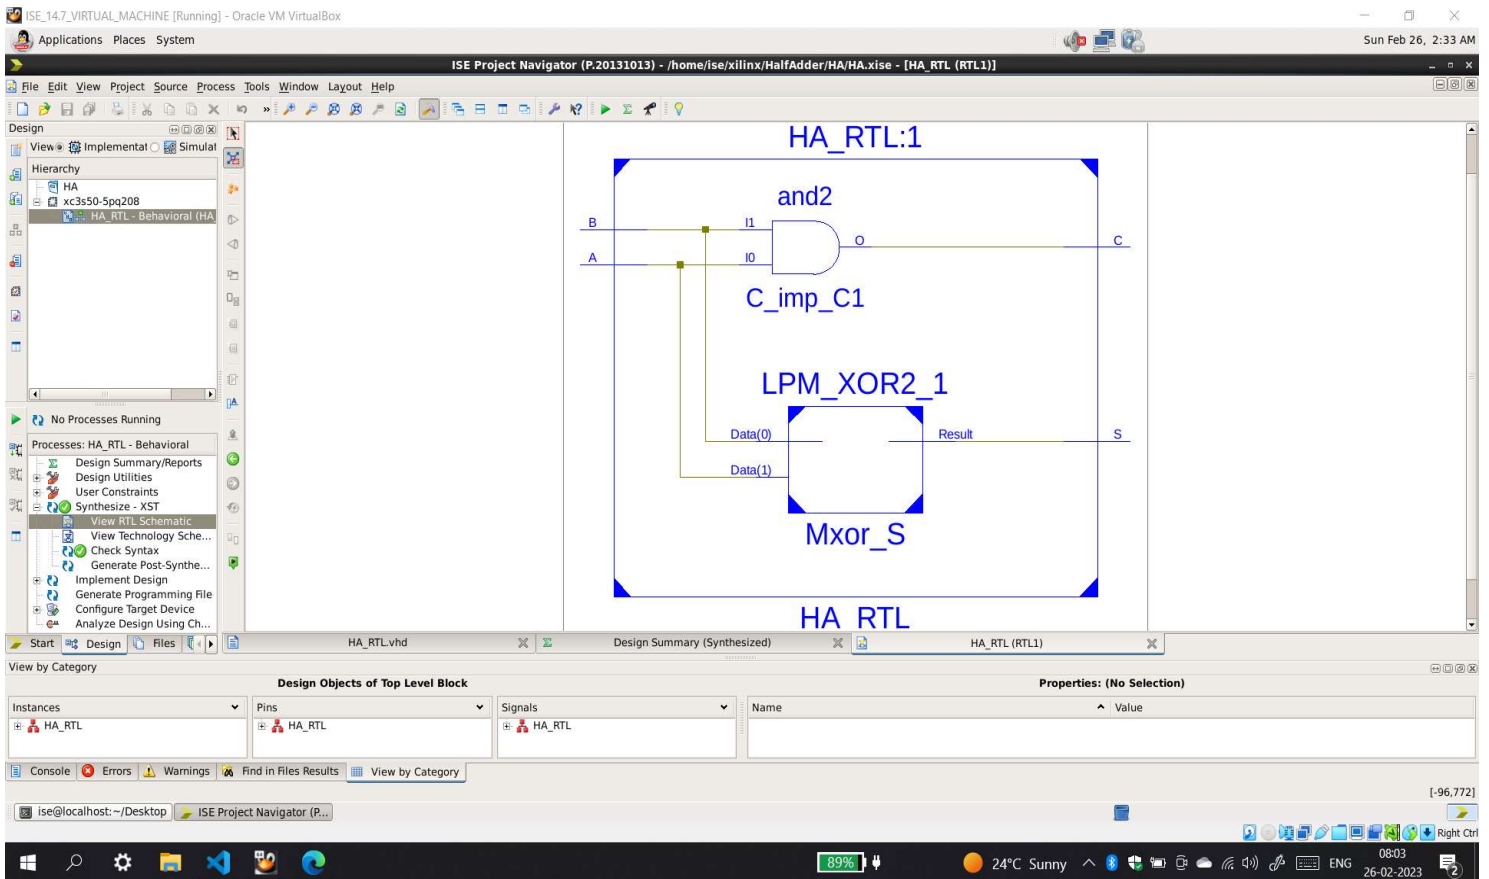 ISE_14.7_VIRTUAL_MACHINE [Running] - Oracle VM VirtualBox
Applications Places System
Sun Feb 26, 2:33 AM
ISE Project Navigator (P.20131013) - /home/ise/xilinx/HalfAdder/HA/HA.xise - [HA_RTL (RTL1)]
File Edit View Project Source Process Tools Window Layout Help
Design
View Implementat Simulat
Hierarchy
HA
xc3s50-5pq208
HA_RTL - Behavioral (HA_
No Processes Running
Processes: HA_RTL - Behavioral
Design Summary/Reports
Design Utilities
User Constraints
Synthesize - XST
View RTL Schematic
View Technology Sche...
Check Syntax
Generate Post-Synthe...
Implement Design
Generate Programming File
Configure Target Device
Analyze Design Using Ch...
Start Design Files
HA_RTL:1
and2
B I1
O C
A I0
C_imp_C1
LPM_XOR2_1
Data(0) Result S
Data(1)
Mxor_S
HA_RTL
HA_RTL.vhd
Design Summary (Synthesized)
HA_RTL (RTL1)
View by Category
Design Objects of Top Level Block
Properties: (No Selection)
Instances Pins Signals Name Value
HA_RTL HA_RTL HA_RTL
Console Errors Warnings Find in Files Results View by Category
[-96,772]
ise@localhost:~/Desktop ISE Project Navigator (P...
Right Ctrl
89% 24°C Sunny ENG 08:03
26-02-2023
2